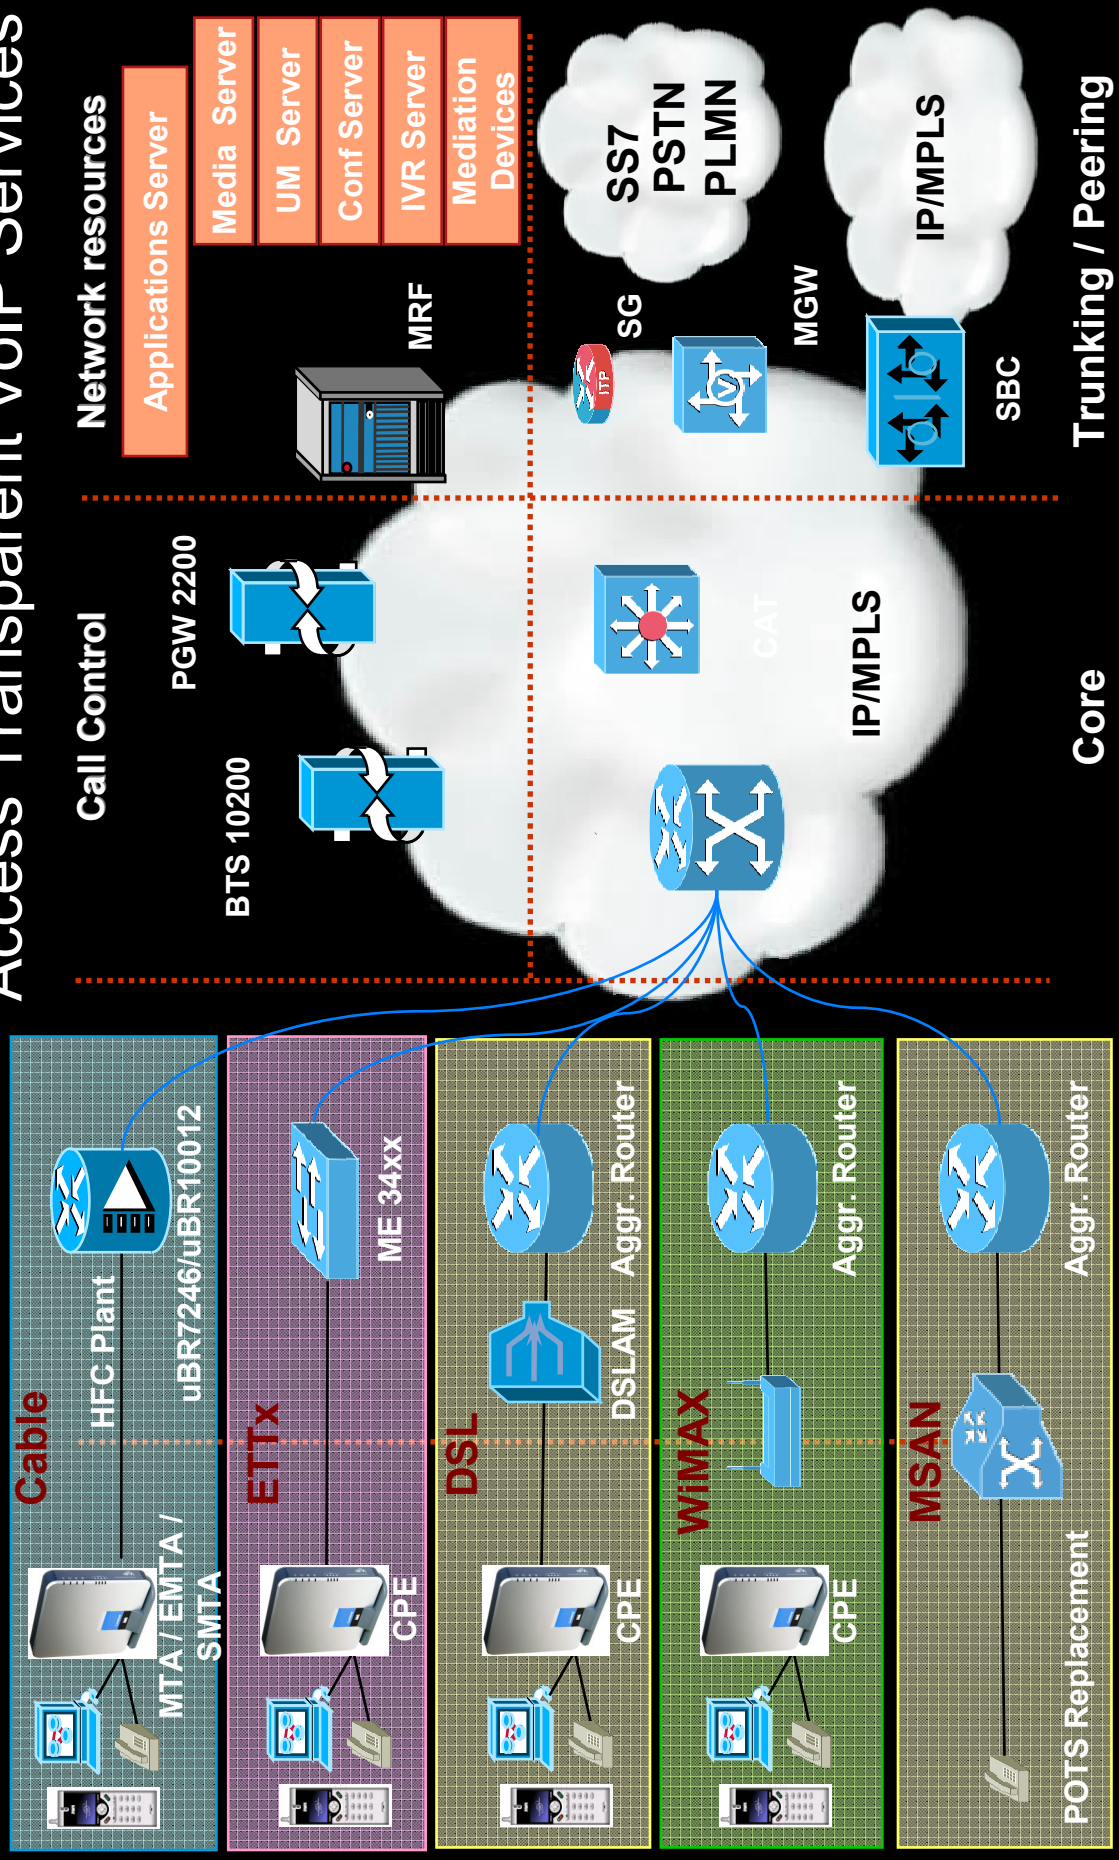 Access Transparent VoIP Services
Call Control
Network resources
Applications Server
Media Server
UM Server
Conf Server
IVR Server
Mediation
Devices
PGW 2200
BTS 10200
MRF
SS7
PSTN
PLMN
SG
ITP
MGW
V
IP/MPLS
SBC
CAT
IP/MPLS
Core
Trunking / Peering
Cable
HFC Plant
uBR7246/uBR10012
MTA / EMTA /
SMTA
ETTx
ME 34xx
CPE
DSL
Aggr. Router
DSLAM
CPE
WiMAX
Aggr. Router
CPE
MSAN
Aggr. Router
POTS Replacement